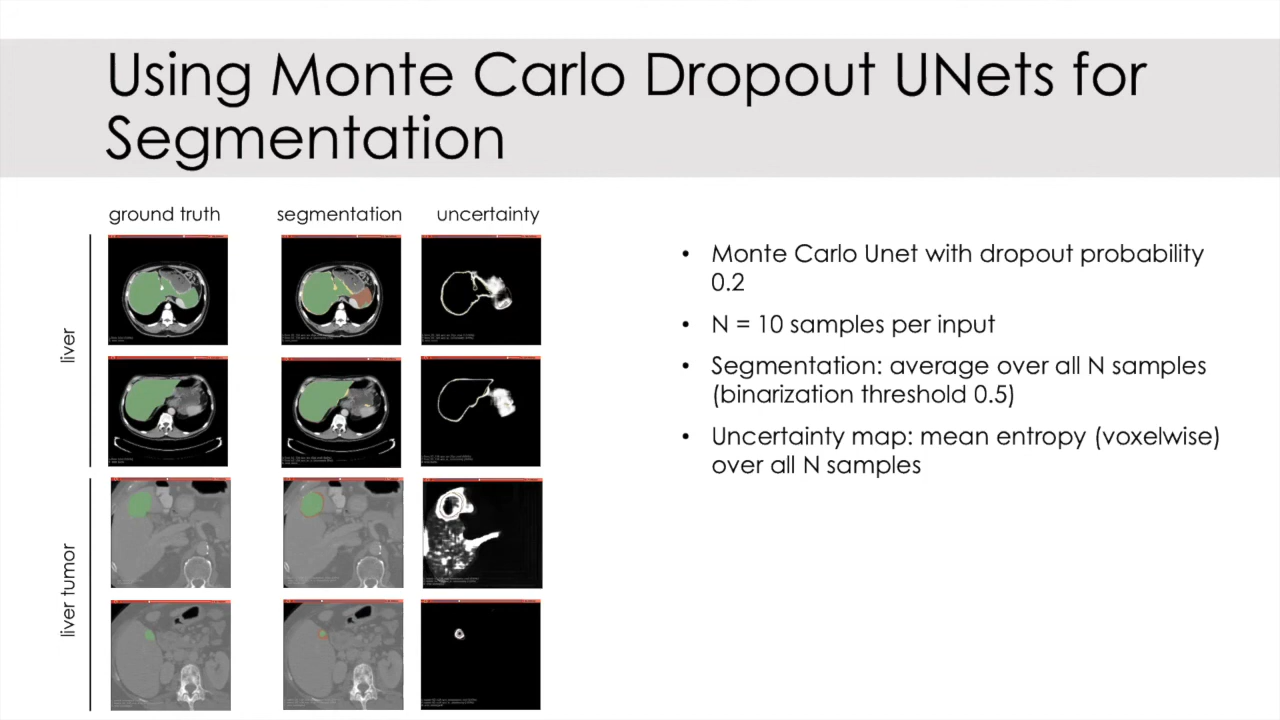 Using Monte Carlo Dropout UNets for
Segmentation
ground truth
segmentation
uncertainty
liver
liver tumor
• Monte Carlo Unet with dropout probability
0.2
• N = 10 samples per input
• Segmentation: average over all N samples
(binarization threshold 0.5)
• Uncertainty map: mean entropy (voxelwise)
over all N samples